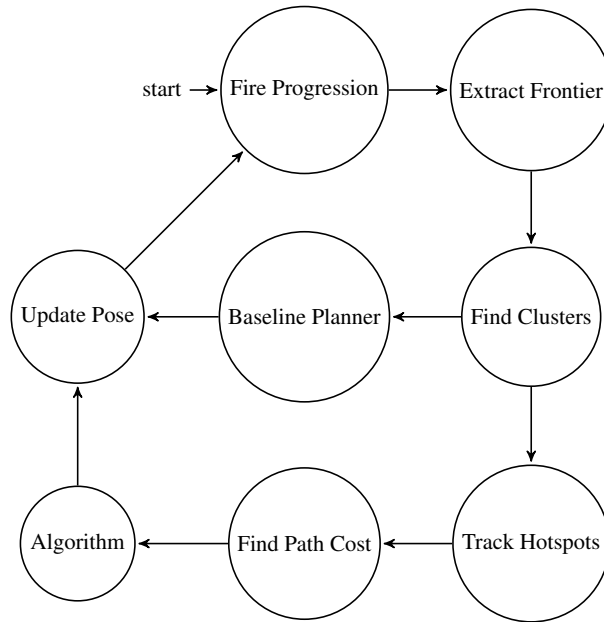 start
Fire Progression
Extract Frontier
Update Pose
Baseline Planner
Find Clusters
Algorithm
Find Path Cost
Track Hotspots